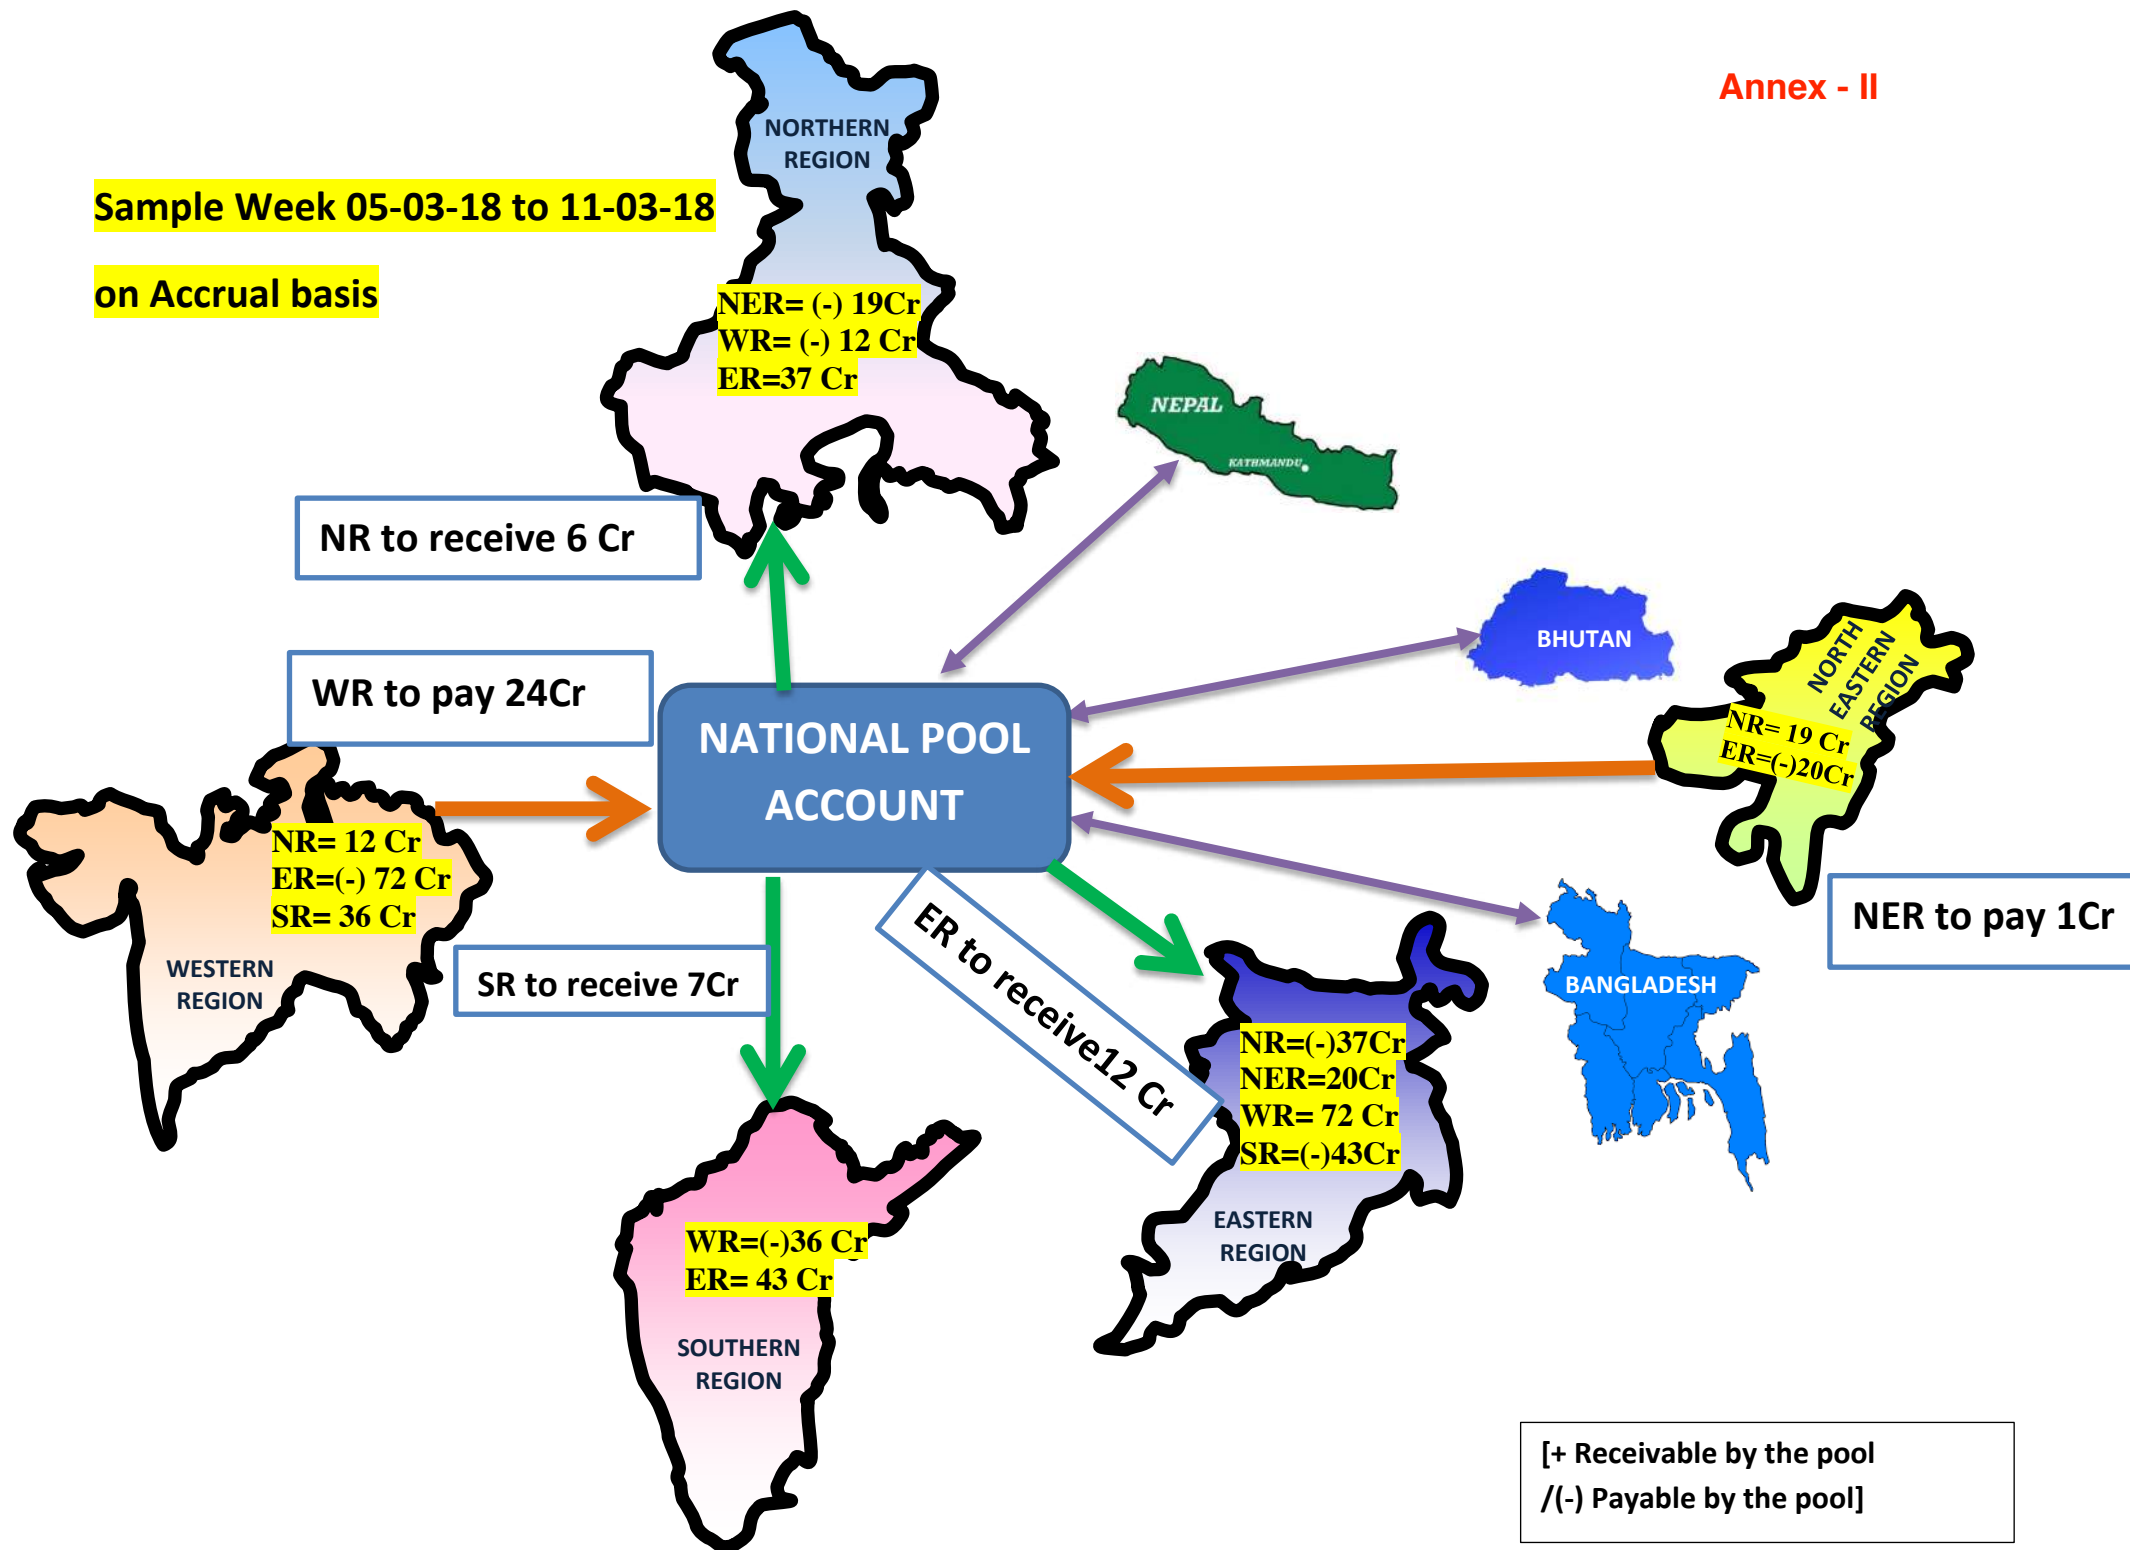 Annex - II
Sample Week 05-03-18 to 11-03-18
on Accrual basis
NORTHERN
REGION
NER= (-) 19Cr
WR= (-) 12 Cr
ER=37 Cr
NEPAL
KATHMANDU
NR to receive 6 Cr
BHUTAN
NORTH
EASTERN
REGION
NR= 19 Cr
ER=(-)20Cr
WR to pay 24Cr
NATIONAL POOL
ACCOUNT
NR= 12 Cr
ER=(-) 72 Cr
SR= 36 Cr
WESTERN
REGION
NER to pay 1Cr
SR to receive 7Cr
ER to receive12 Cr
BANGLADESH
NR=(-)37Cr
NER=20Cr
WR= 72 Cr
SR=(-)43Cr
EASTERN
REGION
WR=(-)36 Cr
ER= 43 Cr
SOUTHERN
REGION
[+ Receivable by the pool
/(-) Payable by the pool]